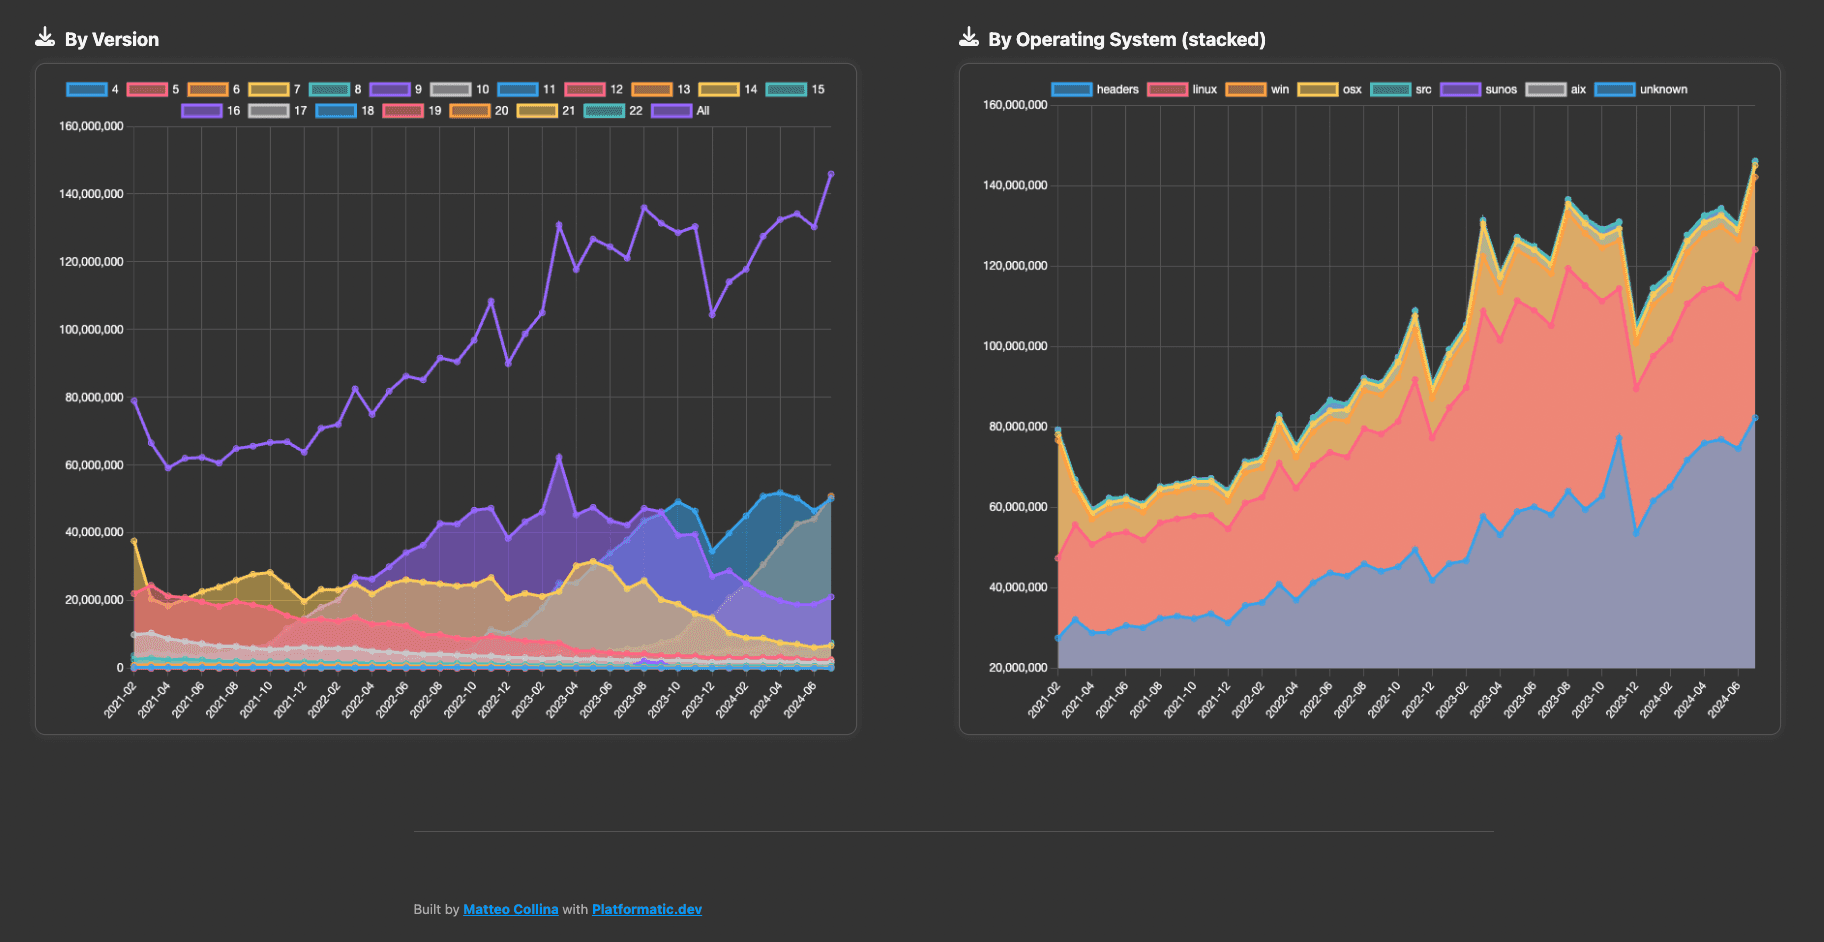 By Version
4 5 6 7 8 9 10 11 12 13 14 15
16 17 18 19 20 21 22 All
160,000,000
140,000,000
120,000,000
100,000,000
80,000,000
60,000,000
40,000,000
20,000,000
0
2021-02 2021-04 2021-06 2021-08 2021-10 2021-12 2022-02 2022-04 2022-06 2022-08 2022-10 2022-12 2023-02 2023-04 2023-06 2023-08 2023-10 2023-12 2024-02 2024-04 2024-06
By Operating System (stacked)
headers linux win osx src sunos aix unknown
160,000,000
140,000,000
120,000,000
100,000,000
80,000,000
60,000,000
40,000,000
20,000,000
2021-02 2021-04 2021-06 2021-08 2021-10 2021-12 2022-02 2022-04 2022-06 2022-08 2022-10 2022-12 2023-02 2023-04 2023-06 2023-08 2023-10 2023-12 2024-02 2024-04 2024-06
Built by Matteo Collina with Platformatic.dev